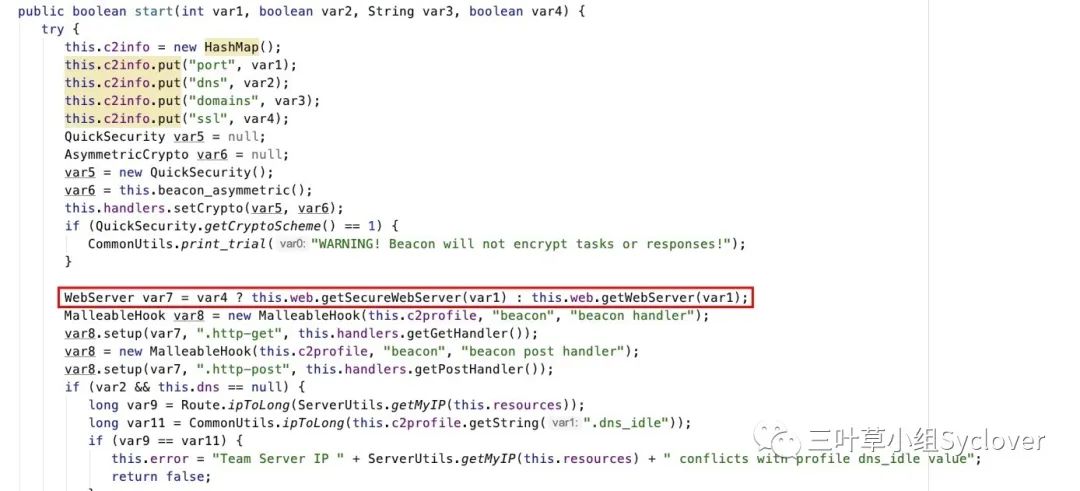 public boolean start(int var1, boolean var2, String var3, boolean var4) {
try {
this.c2info = new HashMap();
this.c2info.put("port", var1);
this.c2info.put("dns", var2);
this.c2info.put("domains", var3);
this.c2info.put("ssl", var4);
QuickSecurity var5 = null;
AsymmetricCrypto var6 = null;
var5 = new QuickSecurity();
var6 = this.beacon_asymmetric();
this.handlers.setCrypto(var5, var6);
if (QuickSecurity.getCryptoScheme() == 1) {
CommonUtils.print_trial( var0: "WARNING! Beacon will not encrypt tasks or responses!");
}
WebServer var7 = var4 ? this.web.getSecureWebServer(var1) : this.web.getWebServer(var1);
MalleableHook var8 = new MalleableHook(this.c2profile, "beacon", "beacon handler");
var8.setup(var7, ".http-get", this.handlers.getGetHandler());
var8 = new MalleableHook(this.c2profile, "beacon", "beacon post handler");
var8.setup(var7, ".http-post", this.handlers.getPostHandler());
if (var2 && this.dns == null) {
long var9 = Route.ipToLong(ServerUtils.getMyIP(this.resources));
long var11 = CommonUtils.ipToLong(this.c2profile.getString( var1: ".dns_idle"));
if (var9 == var11) {
this.error = "Team Server IP " + ServerUtils.getMyIP(this.resources) + " conflicts with profile dns_idle value";
return false;
三叶草小组Syclover